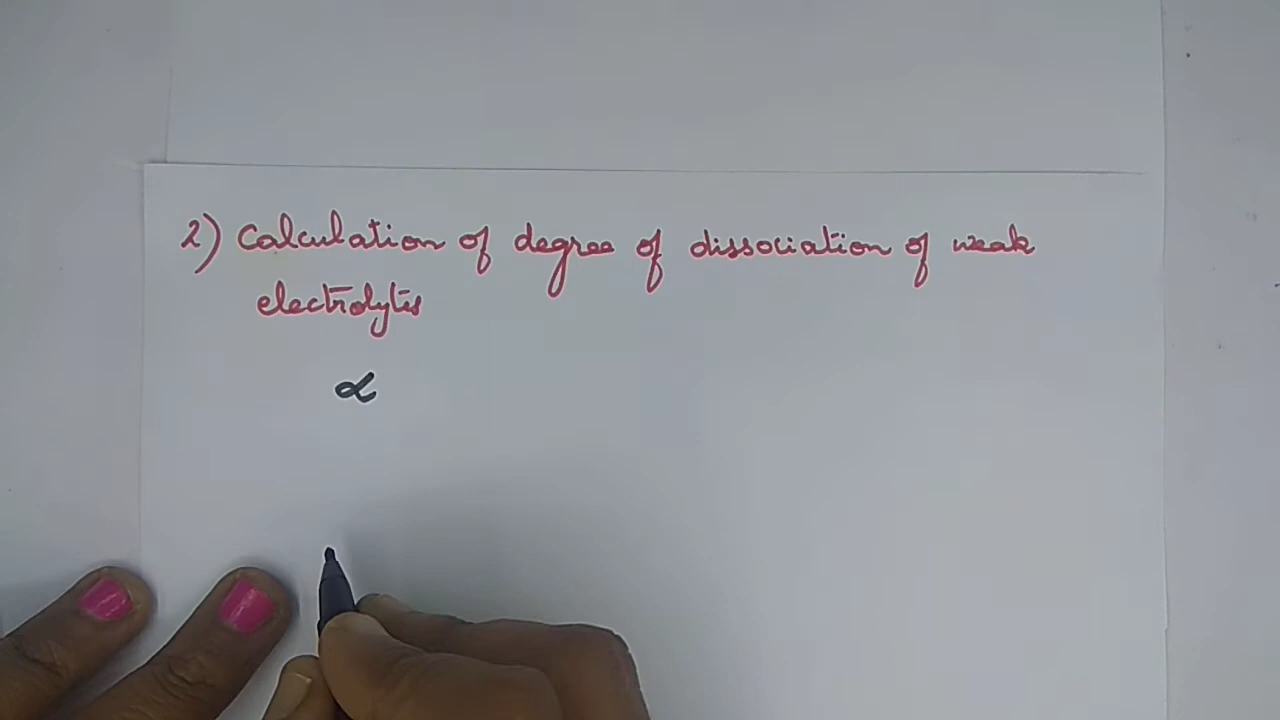 2) Calculation of degree of dissociation of weak
electrolytes
α